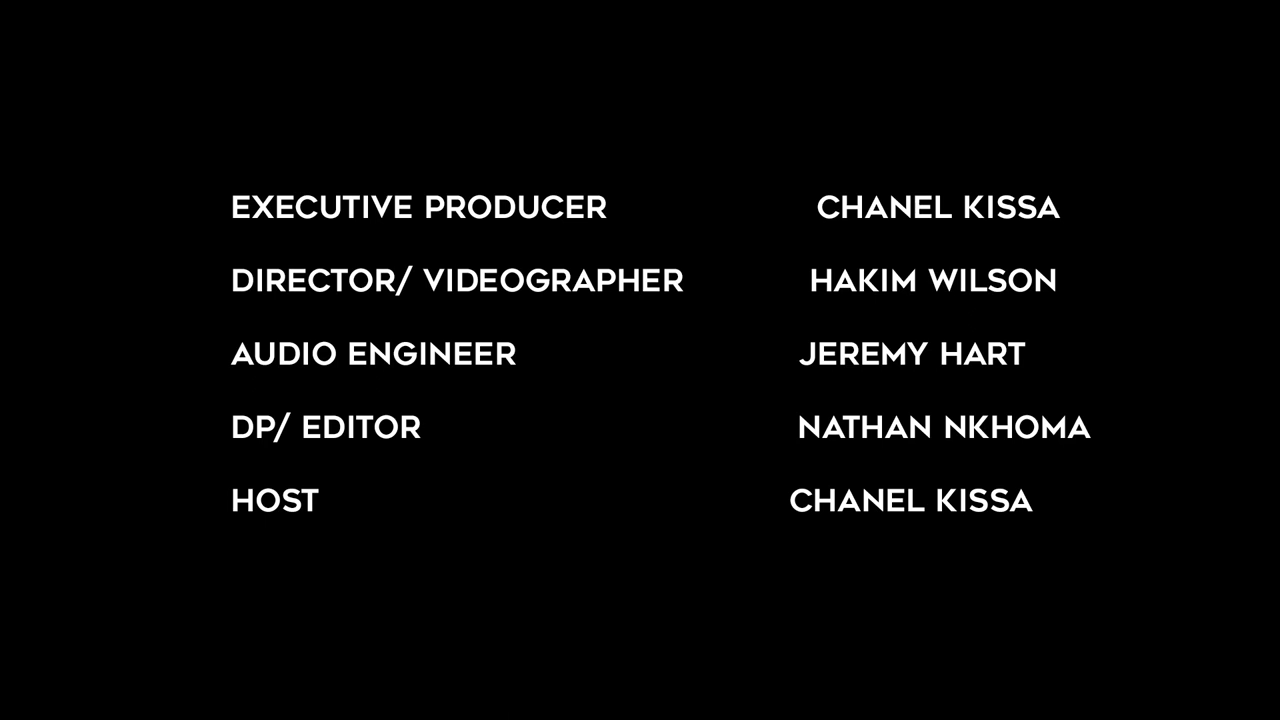 EXECUTIVE PRODUCER CHANEL KISSA
DIRECTOR/ VIDEOGRAPHER HAKIM WILSON
AUDIO ENGINEER JEREMY HART
DP/ EDITOR NATHAN NKHOMA
HOST CHANEL KISSA